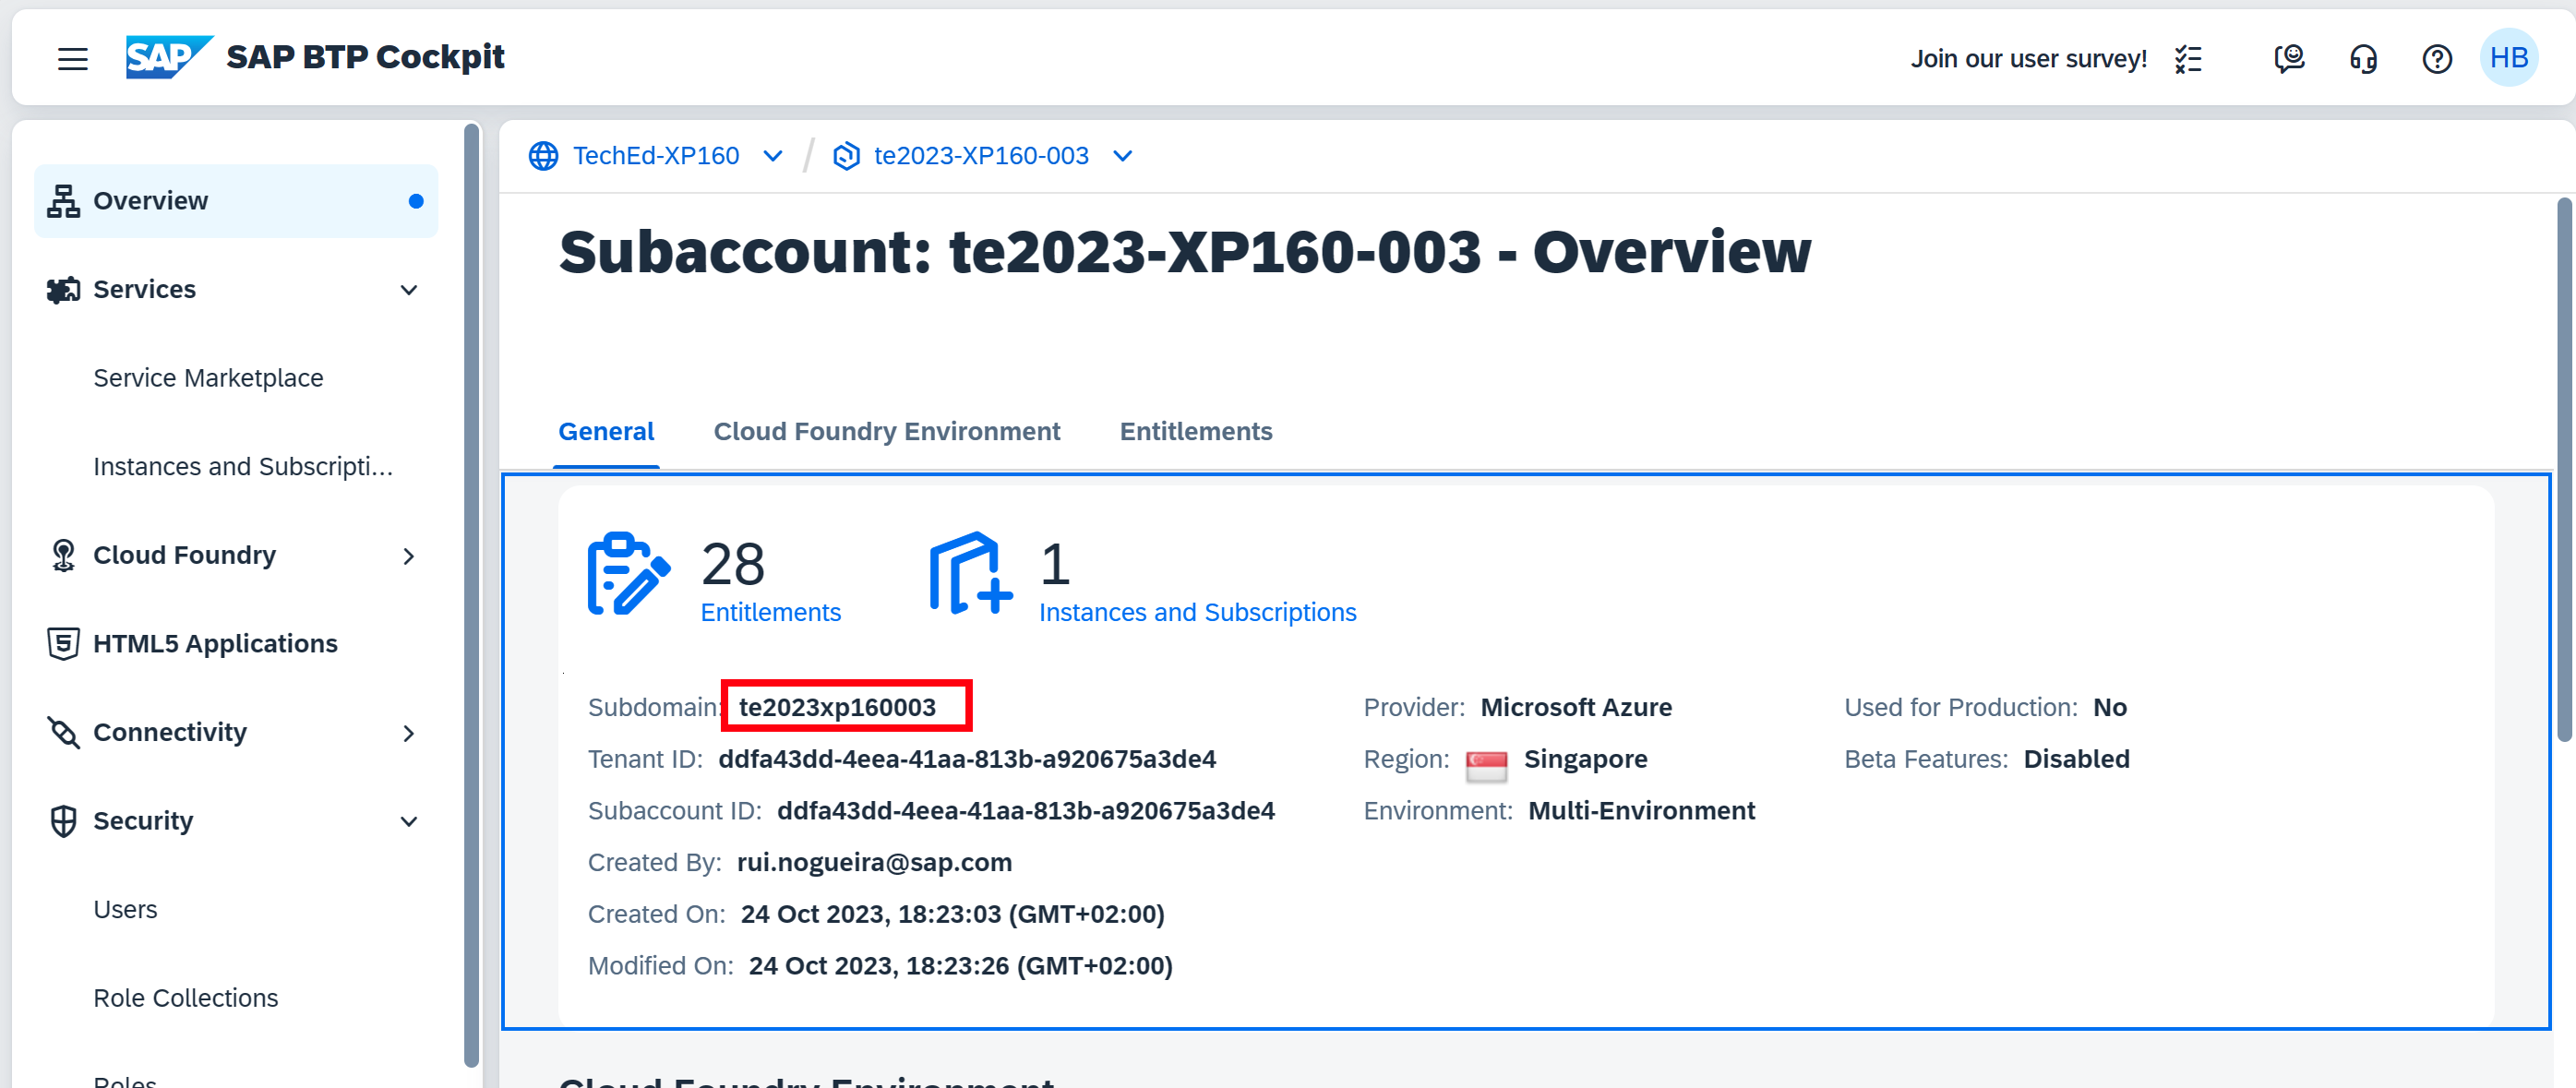 SAP SAP BTP Cockpit
Join our user survey!
HB
Overview
Services
Service Marketplace
Instances and Subscripti...
Cloud Foundry
HTML5 Applications
Connectivity
Security
Users
Role Collections
Roles
TechEd-XP160 / te2023-XP160-003
Subaccount: te2023-XP160-003 - Overview
General Cloud Foundry Environment Entitlements
28
Entitlements
1
Instances and Subscriptions
Subdomain: te2023xp160003
Tenant ID: ddfa43dd-4eea-41aa-813b-a920675a3de4
Subaccount ID: ddfa43dd-4eea-41aa-813b-a920675a3de4
Created By: rui.nogueira@sap.com
Created On: 24 Oct 2023, 18:23:03 (GMT+02:00)
Modified On: 24 Oct 2023, 18:23:26 (GMT+02:00)
Provider: Microsoft Azure
Region: Singapore
Environment: Multi-Environment
Used for Production: No
Beta Features: Disabled
Cloud Foundry Environment